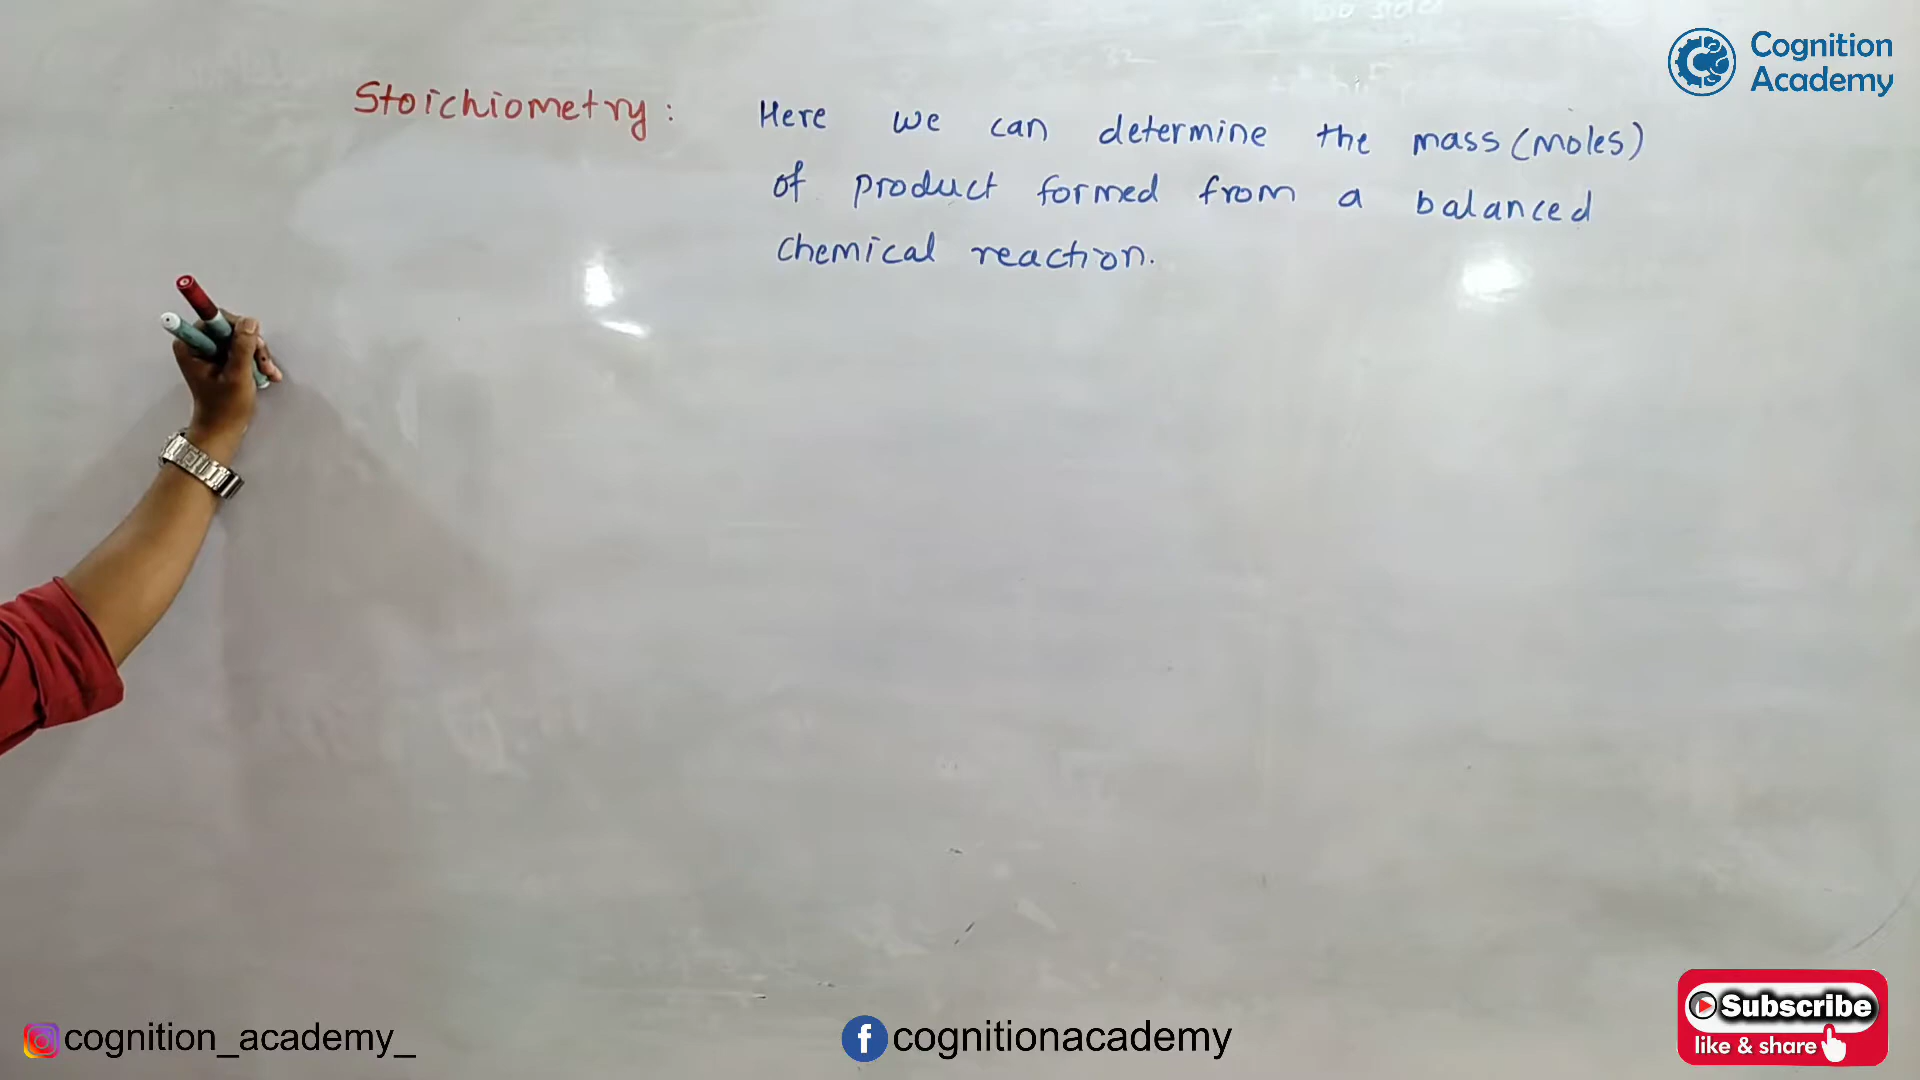 Cognition
Academy
Stoichiometry: Here we can determine the mass (moles)
of product formed from a balanced
chemical reaction.
cognition_academy_
cognitionacademy
Subscribe
like & share